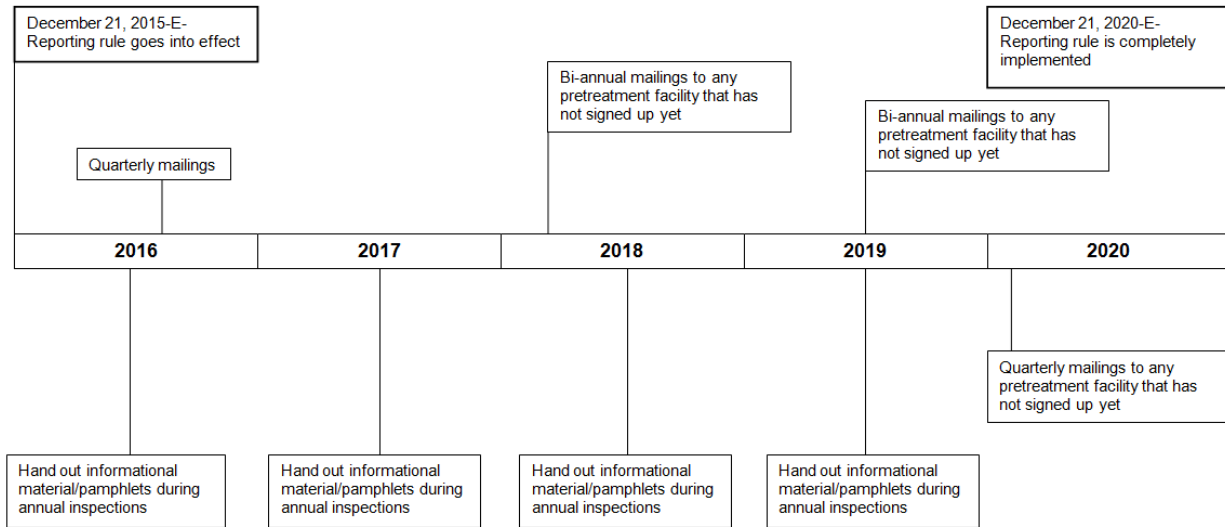 December 21, 2015-E-
Reporting rule goes into effect
December 21, 2020-E-
Reporting rule is completely
implemented
Bi-annual mailings to any
pretreatment facility that has
not signed up yet
Bi-annual mailings to any
pretreatment facility that has
not signed up yet
Quarterly mailings
2016
2017
2018
2019
2020
Quarterly mailings to any
pretreatment facility that has
not signed up yet
Hand out informational
material/pamphlets during
annual inspections
Hand out informational
material/pamphlets during
annual inspections
Hand out informational
material/pamphlets during
annual inspections
Hand out informational
material/pamphlets during
annual inspections